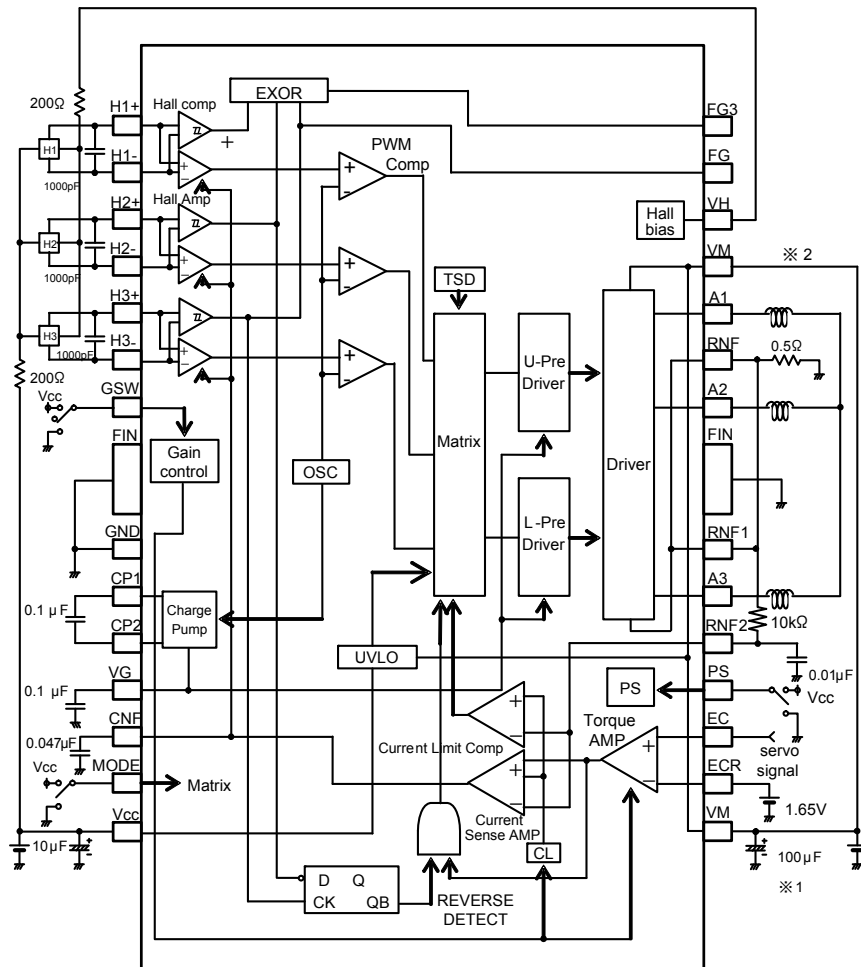 EXOR
Hall comp
+
Hall Amp
PWM
Comp
200Ω
H1+
H1
H1-
1000pF
H2+
H2
H2-
1000pF
H3+
H3
H3-
1000pF
200Ω
GSW
Vcc
FIN
GND
CP1
0.1 µF
CP2
VG
0.1 µF
CNF
0.047µF
MODE
Vcc
Matrix
Vcc
10µF
+
-
Gain
control
OSC
Charge
Pump
UVLO
TSD
Matrix
U-Pre
Driver
L-Pre
Driver
Driver
Hall
bias
PS
Torque
AMP
Current Limit Comp
Current
Sense AMP
CL
D Q
CK QB
REVERSE
DETECT
+
-
+
-
+
-
+
-
+
-
+
-
+
-
+
+
-
+
-
FG3
FG
VH
VM
※ 2
A1
RNF
0.5Ω
A2
FIN
RNF1
A3
10kΩ
RNF2
0.01µF
PS
Vcc
EC
servo
signal
ECR
1.65V
VM
+
-
100µF
※ 1